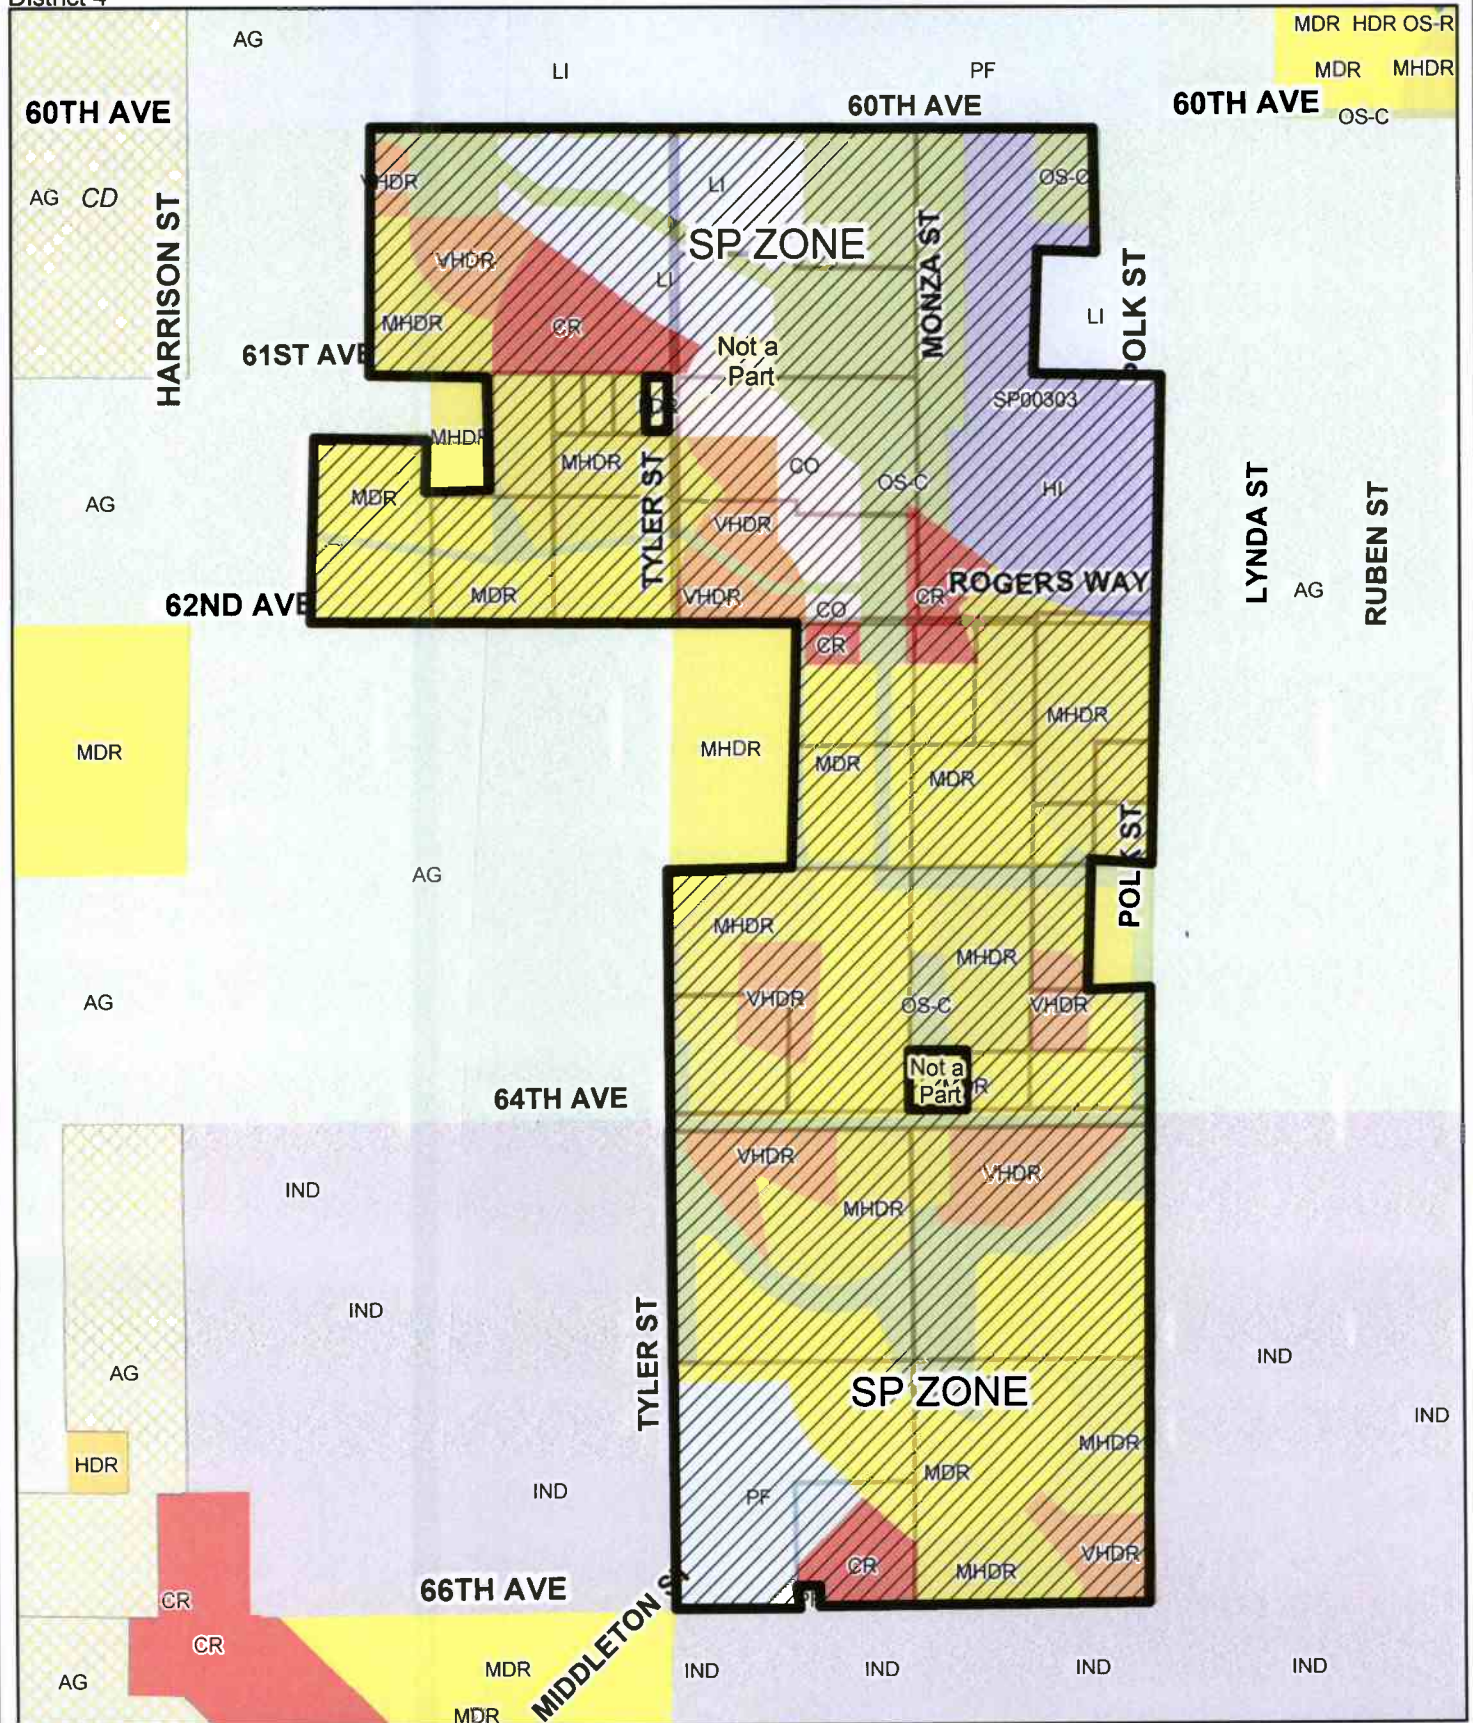 District 4
AG
LI
PF
MDR HDR OS-R
MDR MHDR
60TH AVE
60TH AVE
60TH AVE
OS-C
AG CD
HARRISON ST
VHDR
LI
OS-C
SP ZONE
MONZA ST
POLK ST
VHDR
LI
LI
MHDR
CR
61ST AVE
Not a
Part
SP00303
MHDR
MHDR
CO
OS-C
HI
AG
MDR
TYLER ST
VHDR
LYNDA ST
RUBEN ST
AG
62ND AVE
MDR
VHDR
CO
CR
ROGERS WAY
CR
MDR
MHDR
MHDR
MDR
MDR
POLK ST
AG
MHDR
MHDR
AG
VHDR
OS-C
VHDR
64TH AVE
Not a
Part
VHDR
VHDR
IND
MHDR
TYLER ST
IND
IND
AG
SP ZONE
IND
HDR
MHDR
MDR
IND
PF
CR
VHDR
MHDR
66TH AVE
CR
CR
MIDDLETON ST
MDR
IND
IND
IND
IND
AG
MDR